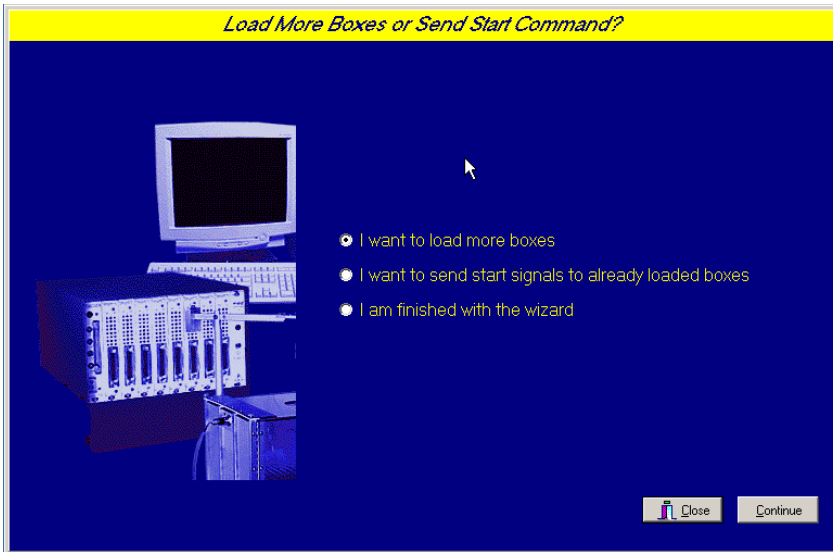 Load More Boxes or Send Start Command?
I want to load more boxes
I want to send start signals to already loaded boxes
I am finished with the wizard
Close
Continue